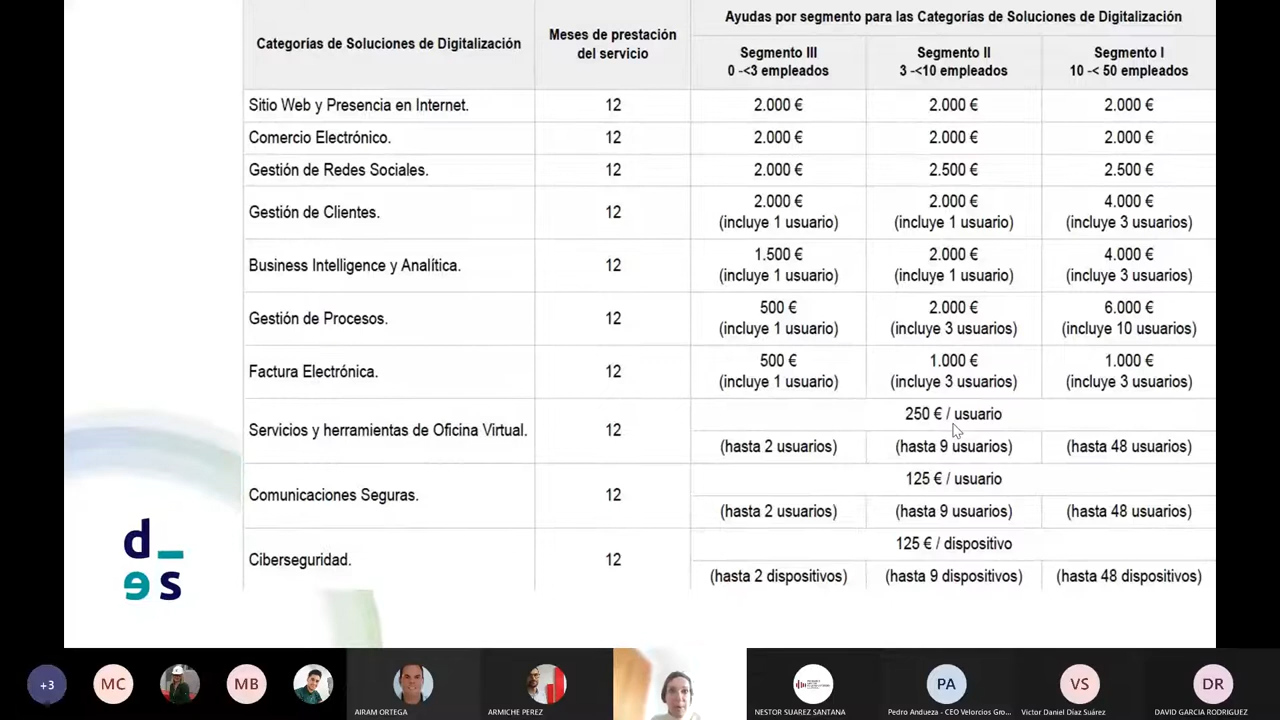 Ayudas por segmento para las Categorías de Soluciones de Digitalización
Categorías de Soluciones de Digitalización
Meses de prestación
del servicio
Segmento III
0 -<3 empleados
Segmento II
3 -<10 empleados
Segmento I
10 -< 50 empleados
Sitio Web y Presencia en Internet. 12 2.000 € 2.000 € 2.000 €
Comercio Electrónico. 12 2.000 € 2.000 € 2.000 €
Gestión de Redes Sociales. 12 2.000 € 2.500 € 2.500 €
Gestión de Clientes. 12
2.000 € 2.000 € 4.000 €
(incluye 1 usuario) (incluye 1 usuario) (incluye 3 usuarios)
Business Intelligence y Analítica. 12
1.500 € 2.000 € 4.000 €
(incluye 1 usuario) (incluye 1 usuario) (incluye 3 usuarios)
Gestión de Procesos. 12
500 € 2.000 € 6.000 €
(incluye 1 usuario) (incluye 3 usuarios) (incluye 10 usuarios)
Factura Electrónica. 12
500 € 1.000 € 1.000 €
(incluye 1 usuario) (incluye 3 usuarios) (incluye 3 usuarios)
Servicios y herramientas de Oficina Virtual. 12
250 € / usuario
(hasta 2 usuarios) (hasta 9 usuarios) (hasta 48 usuarios)
Comunicaciones Seguras. 12
125 € / usuario
(hasta 2 usuarios) (hasta 9 usuarios) (hasta 48 usuarios)
Ciberseguridad. 12
125 € / dispositivo
(hasta 2 dispositivos) (hasta 9 dispositivos) (hasta 48 dispositivos)
d_
es
+3
MC
MB
AIRAM ORTEGA
ARMICHE PEREZ
NESTOR SUAREZ SANTANA
PA
Pedro Andueza - CEO Velorcios Gro...
VS
Victor Daniel Díaz Suárez
DR
DAVID GARCIA RODRIGUEZ